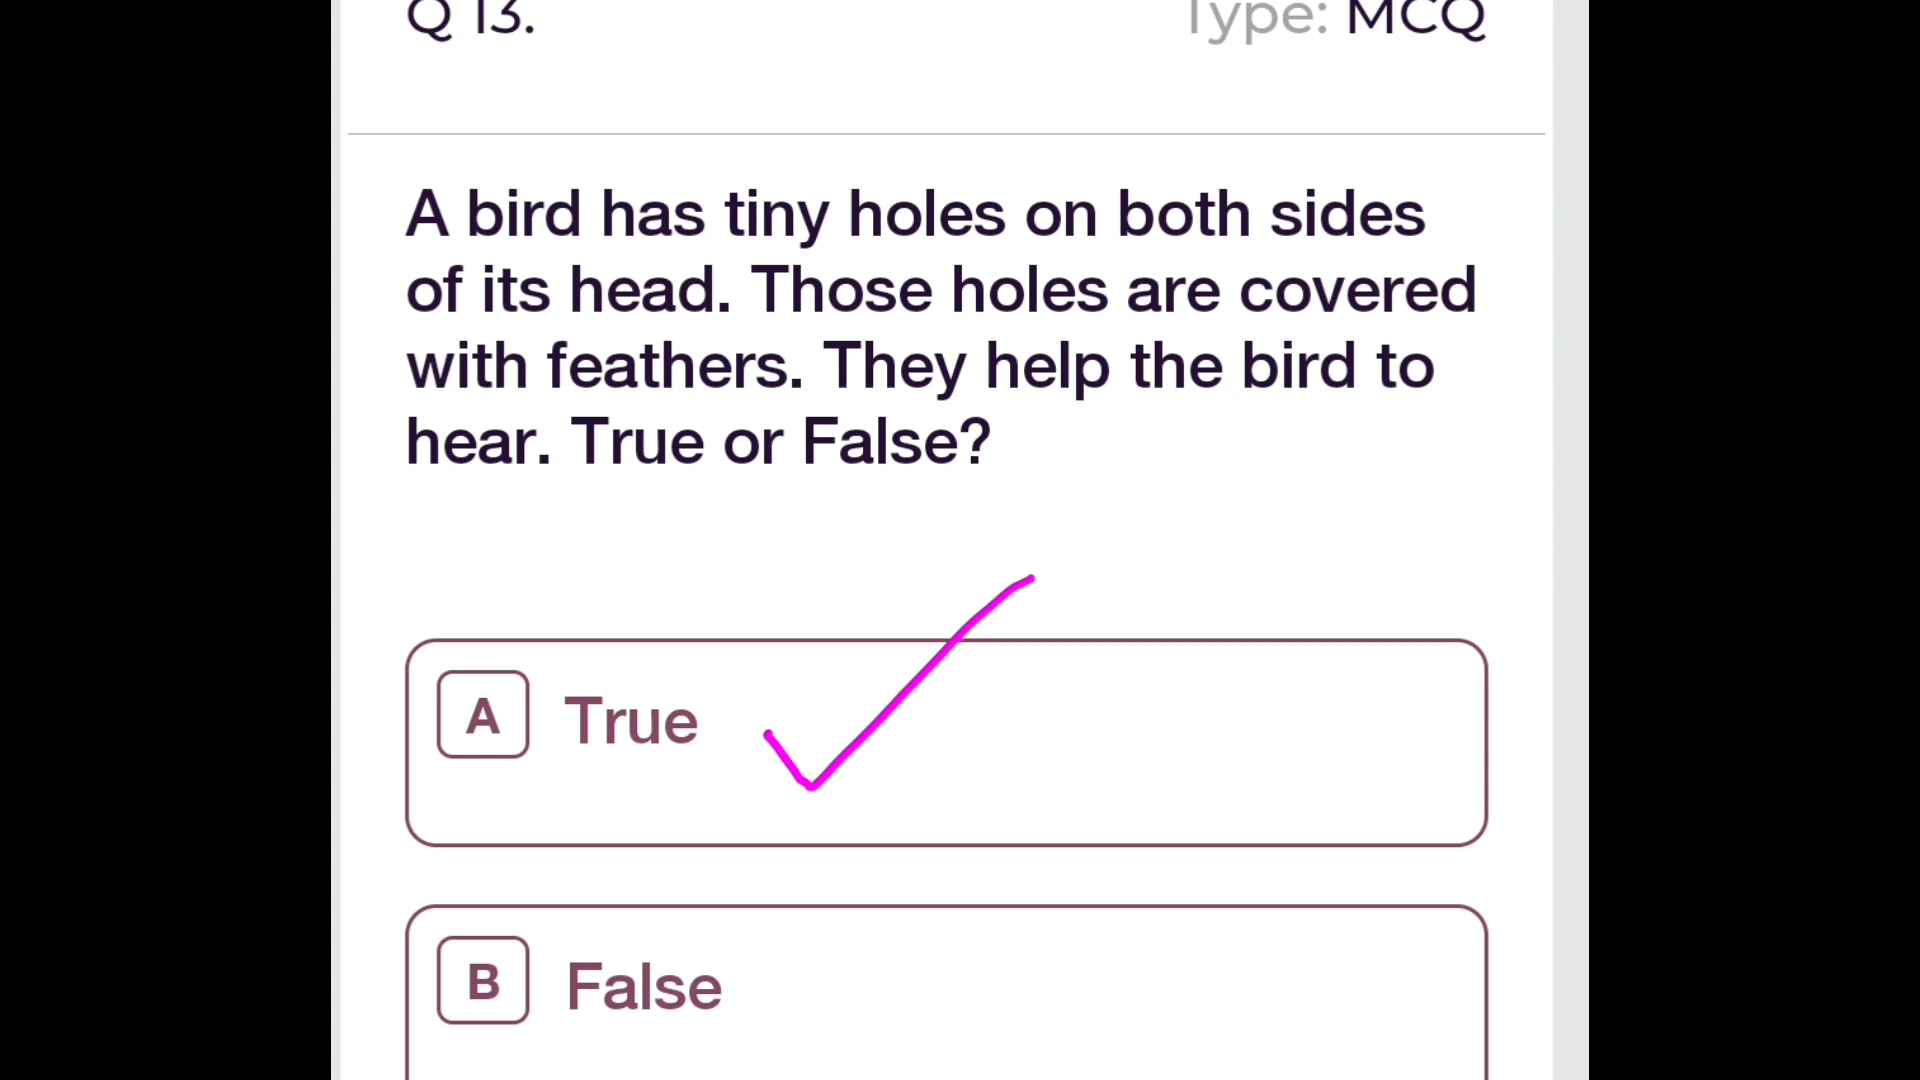 Q 13.
Type: MCQ
A bird has tiny holes on both sides
of its head. Those holes are covered
with feathers. They help the bird to
hear. True or False?
A True
B False